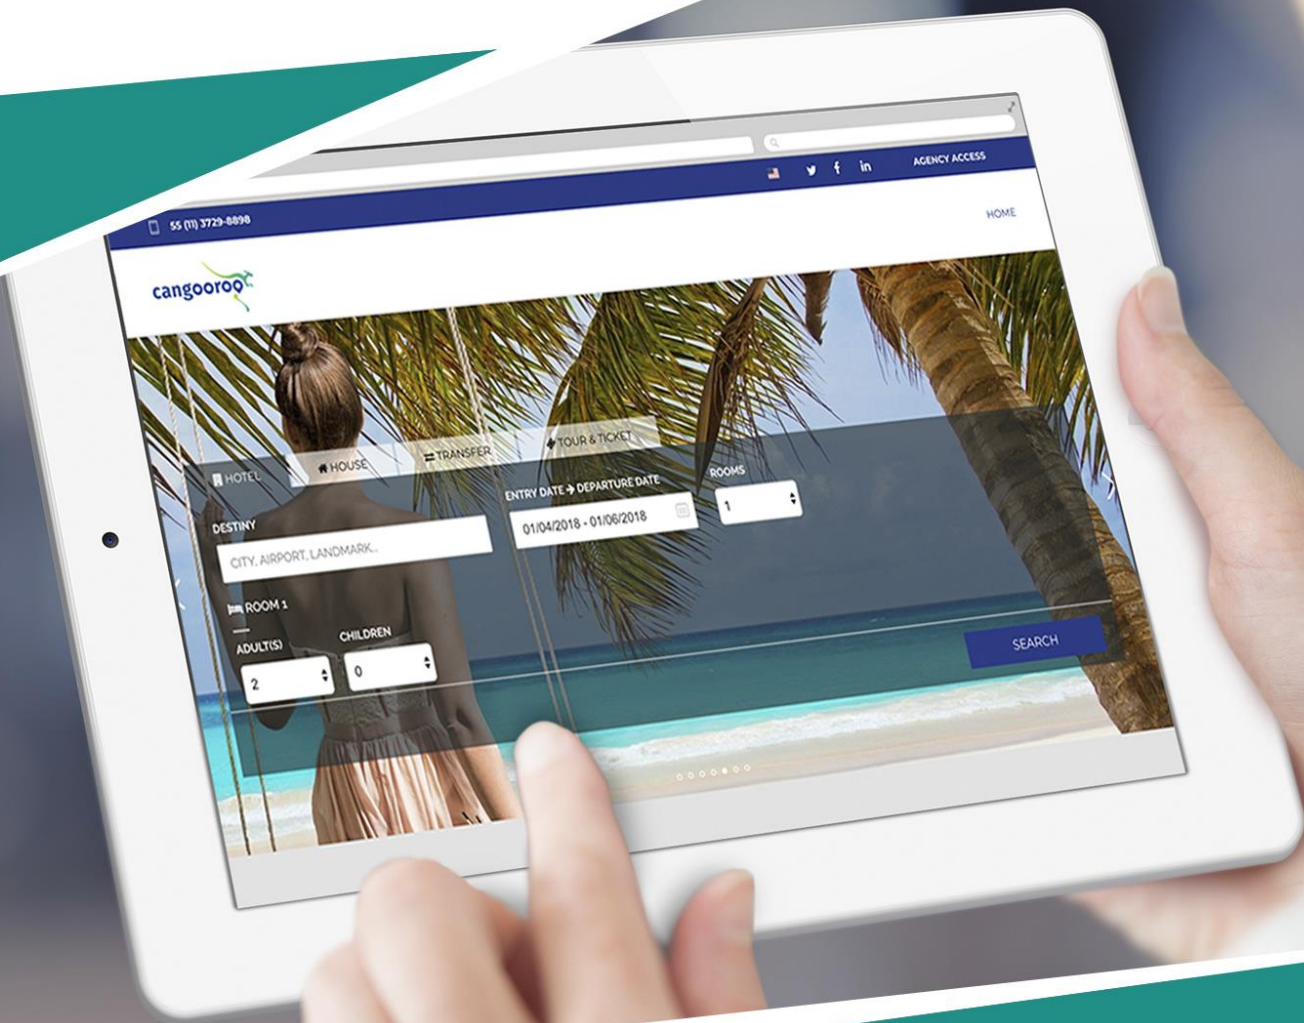 55 (11) 3729-8898
AGENCY ACCESS
cangooroo
HOME
HOTEL
HOUSE
TRANSFER
TOUR & TICKET
DESTINY
ENTRY DATE → DEPARTURE DATE
ROOMS
CITY, AIRPORT, LANDMARK...
01/04/2018 - 01/06/2018
1
ROOM 1
ADULT(S)
CHILDREN
2
0
SEARCH